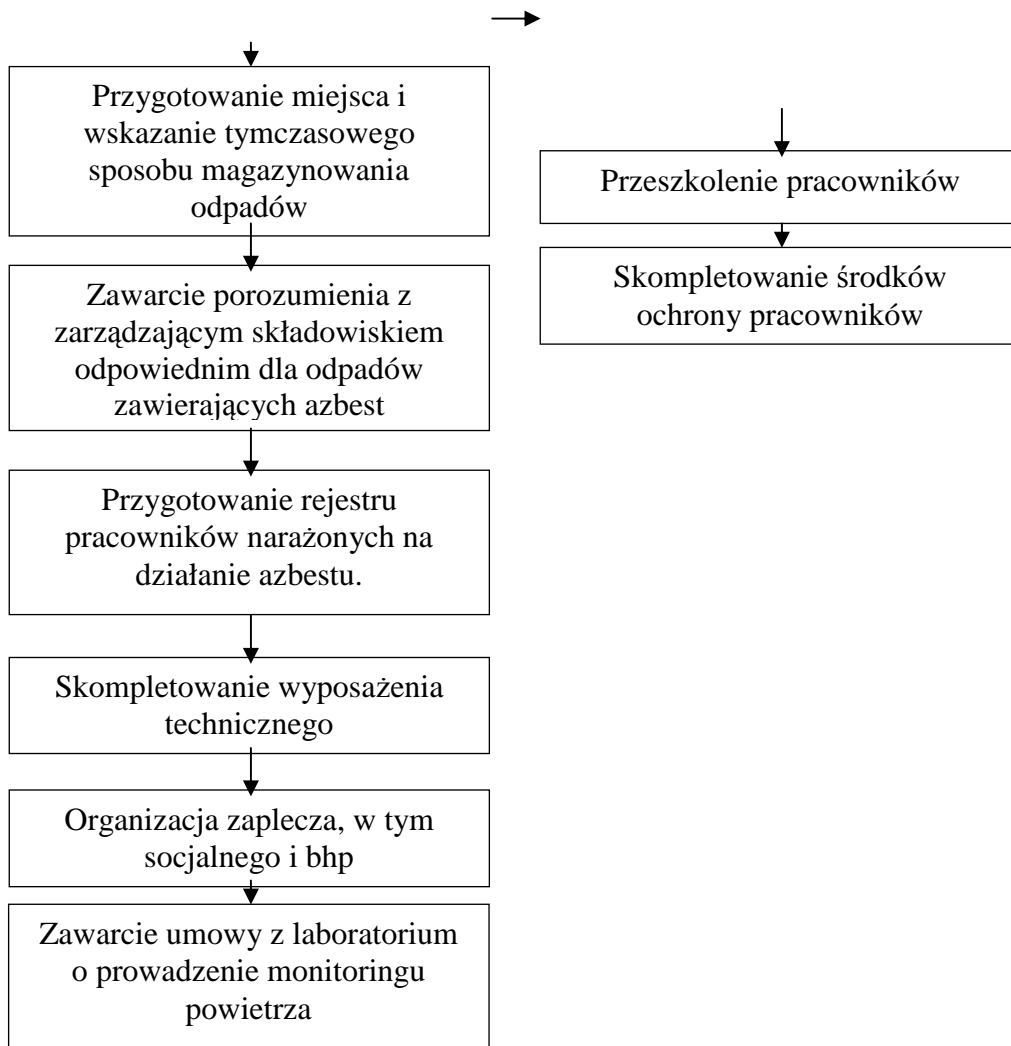 Przygotowanie miejsca i
wskazanie tymczasowego
sposobu magazynowania
odpadów
Zawarcie porozumienia z
zarządzającym składowiskiem
odpowiednim dla odpadów
zawierających azbest
Przygotowanie rejestru
pracowników narażonych na
działanie azbestu.
Skompletowanie wyposażenia
technicznego
Organizacja zaplecza, w tym
socjalnego i bhp
Zawarcie umowy z laboratorium
o prowadzenie monitoringu
powietrza
Przeszkolenie pracowników
Skompletowanie środków
ochrony pracowników